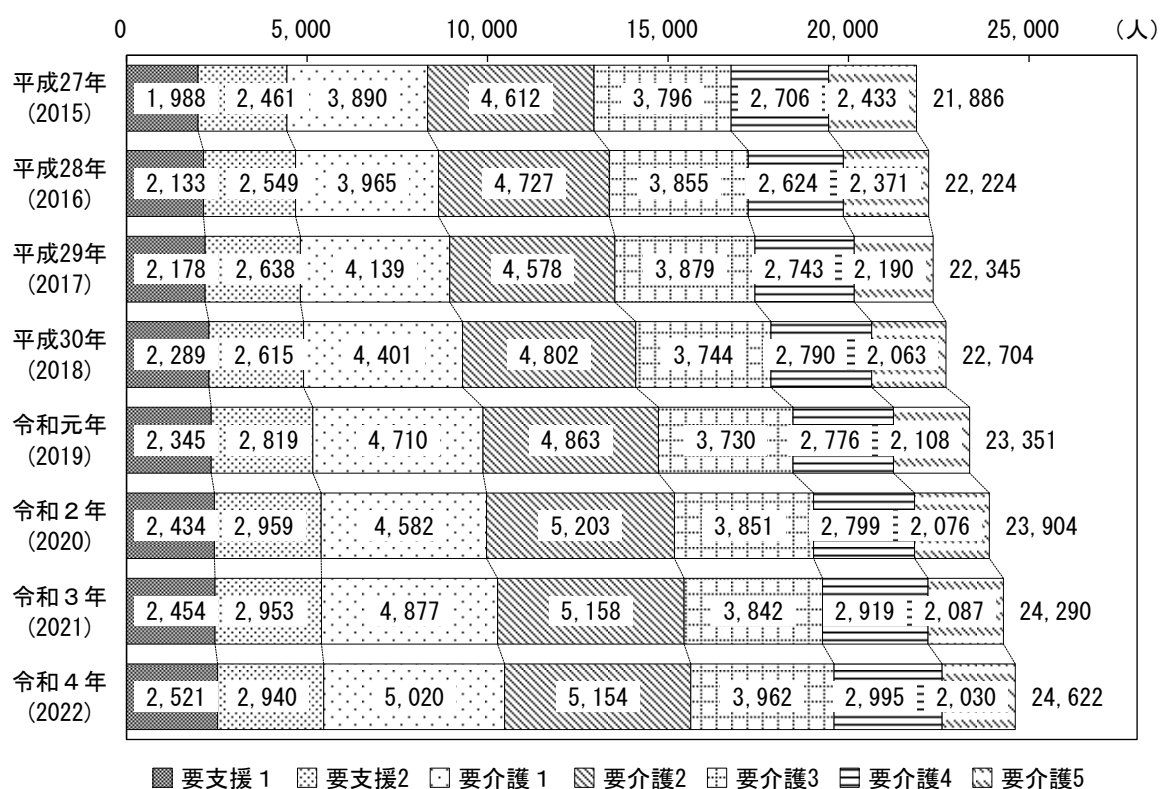 0 5,000 10,000 15,000 20,000 25,000 (人)
平成27年
(2015)
1,988 2,461 3,890 4,612 3,796 2,706 2,433 21,886
平成28年
(2016)
2,133 2,549 3,965 4,727 3,855 2,624 2,371 22,224
平成29年
(2017)
2,178 2,638 4,139 4,578 3,879 2,743 2,190 22,345
平成30年
(2018)
2,289 2,615 4,401 4,802 3,744 2,790 2,063 22,704
令和元年
(2019)
2,345 2,819 4,710 4,863 3,730 2,776 2,108 23,351
令和2年
(2020)
2,434 2,959 4,582 5,203 3,851 2,799 2,076 23,904
令和3年
(2021)
2,454 2,953 4,877 5,158 3,842 2,919 2,087 24,290
令和4年
(2022)
2,521 2,940 5,020 5,154 3,962 2,995 2,030 24,622
要支援1 要支援2 要介護1 要介護2 要介護3 要介護4 要介護5